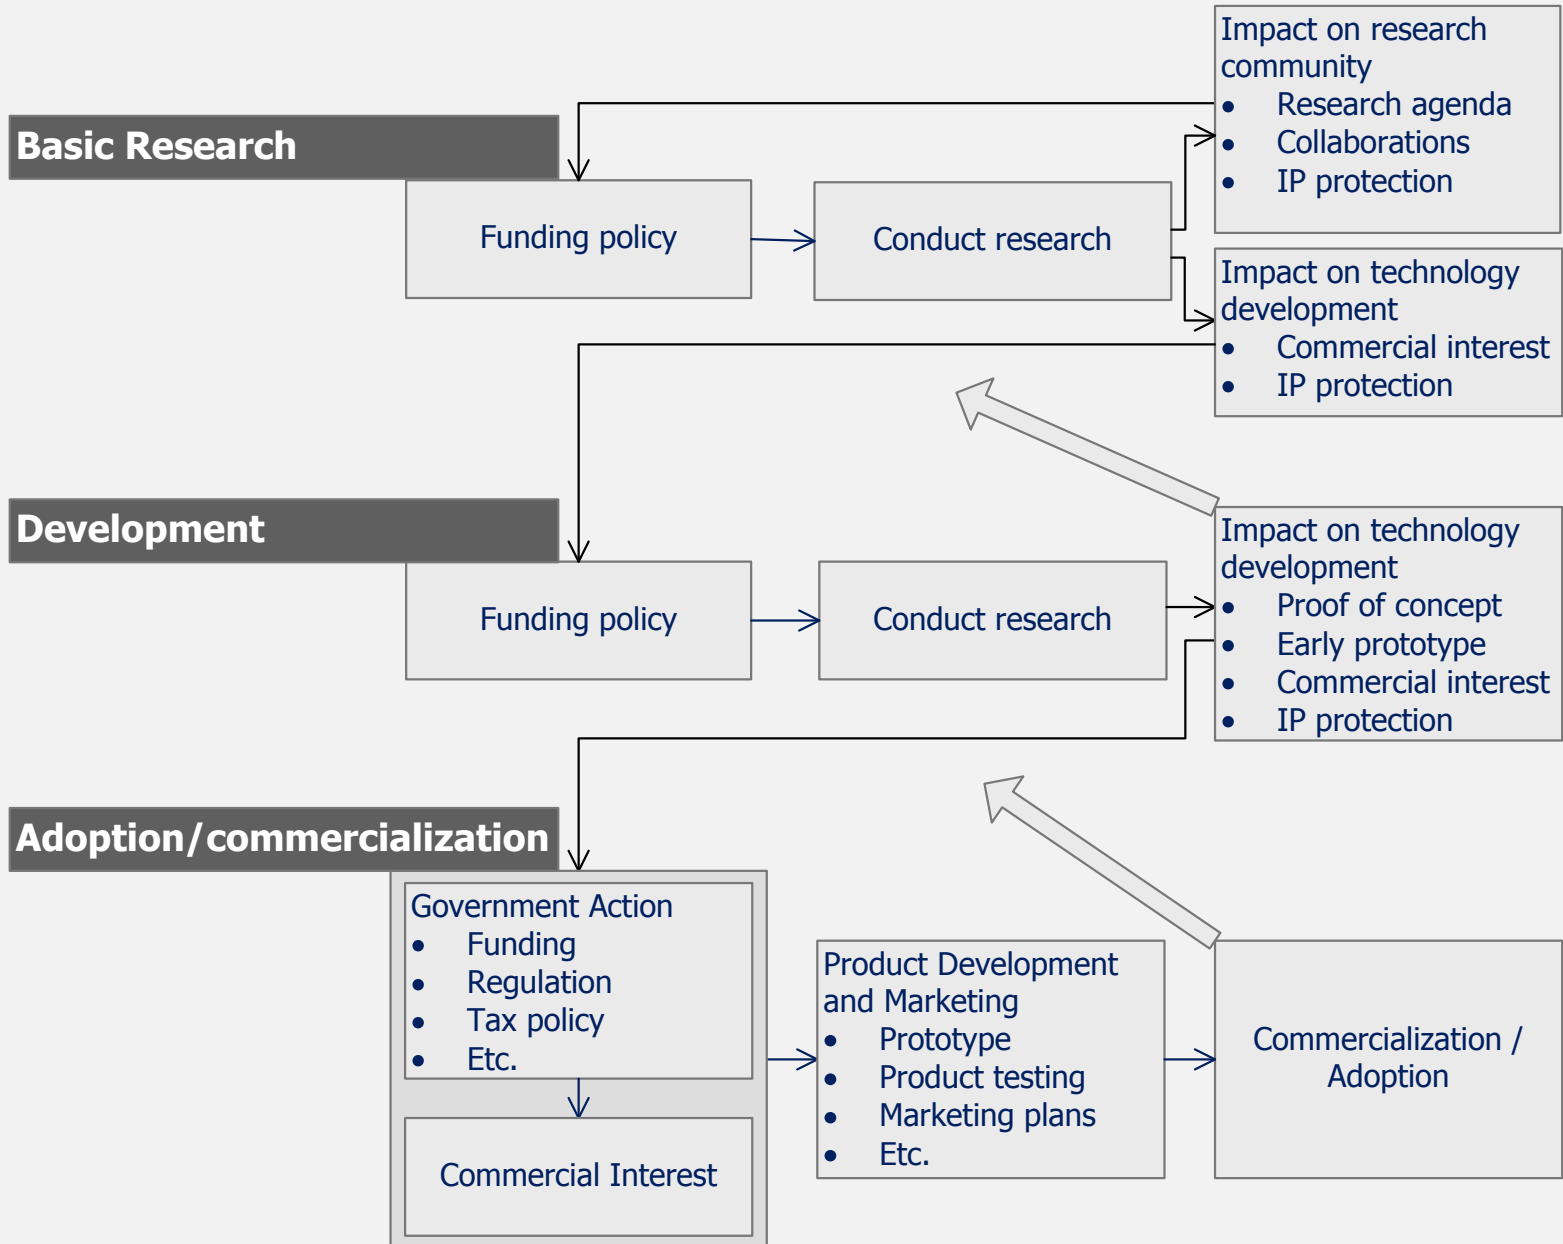 Impact on research
community
• Research agenda
• Collaborations
• IP protection
Basic Research
Funding policy
Conduct research
Impact on technology
development
• Commercial interest
• IP protection
Development
Funding policy
Conduct research
Impact on technology
development
• Proof of concept
• Early prototype
• Commercial interest
• IP protection
Adoption/commercialization
Government Action
• Funding
• Regulation
• Tax policy
• Etc.
Commercial Interest
Product Development
and Marketing
• Prototype
• Product testing
• Marketing plans
• Etc.
Commercialization /
Adoption